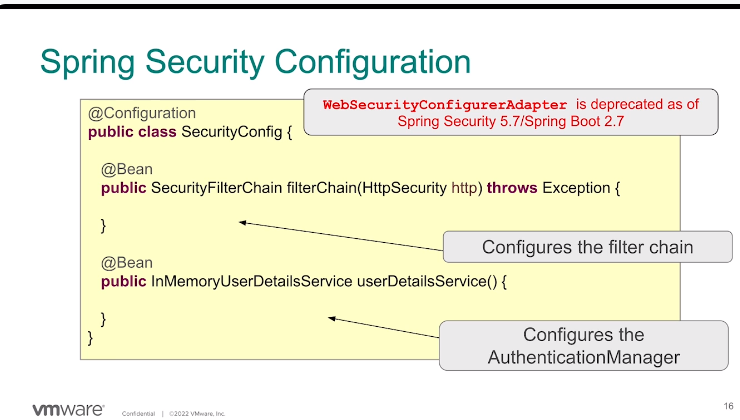 Spring Security Configuration
WebSecurityConfigurerAdapter is deprecated as of
Spring Security 5.7/Spring Boot 2.7
@Configuration
public class SecurityConfig {
@Bean
public SecurityFilterChain filterChain(HttpSecurity http) throws Exception {
}
Configures the filter chain
@Bean
public InMemoryUserDetailsService userDetailsService() {
}
}
Configures the
AuthenticationManager
vmware®
Confidential | ©2022 VMware, Inc.
16